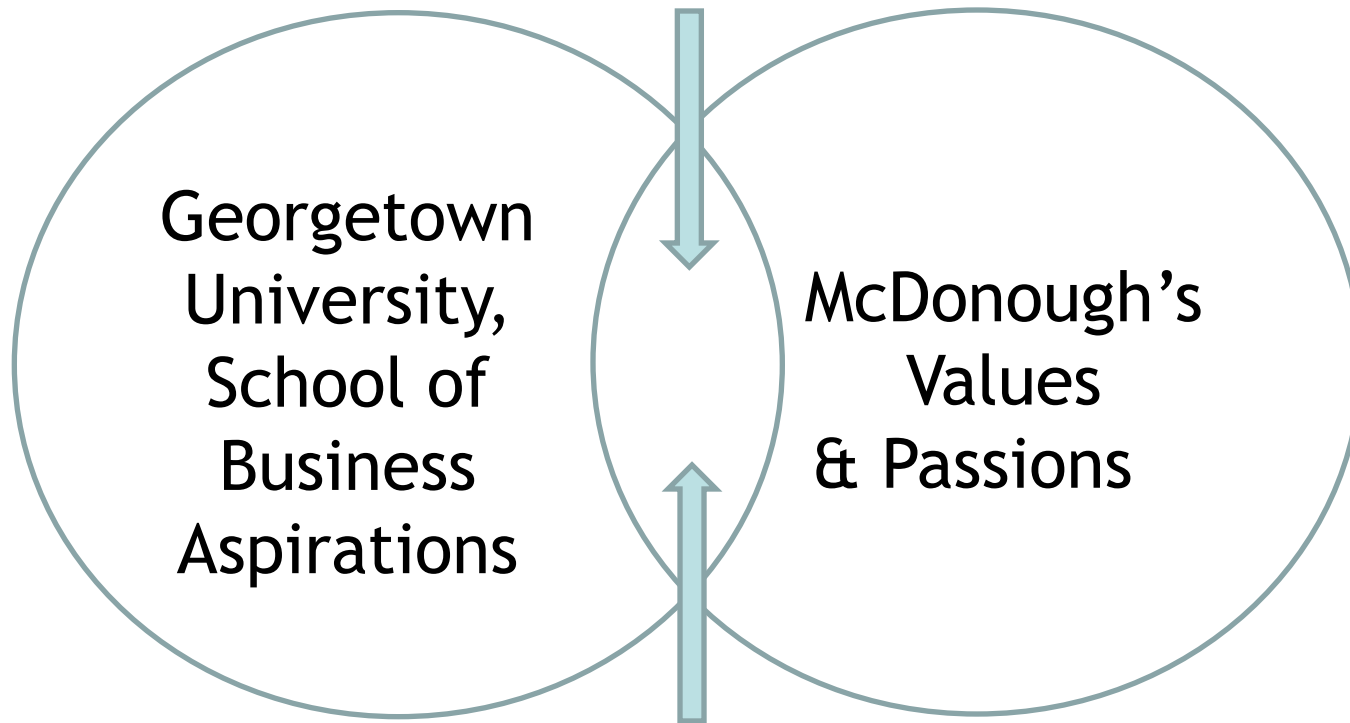 Georgetown
University,
School of
Business
Aspirations
McDonough’s
Values
& Passions